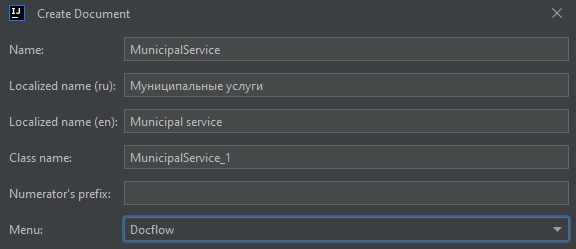 IJ Create Document
Name: MunicipalService
Localized name (ru): Муниципальные услуги
Localized name (en): Municipal service
Class name: MunicipalService_1
Numerator's prefix:
Menu: Docflow